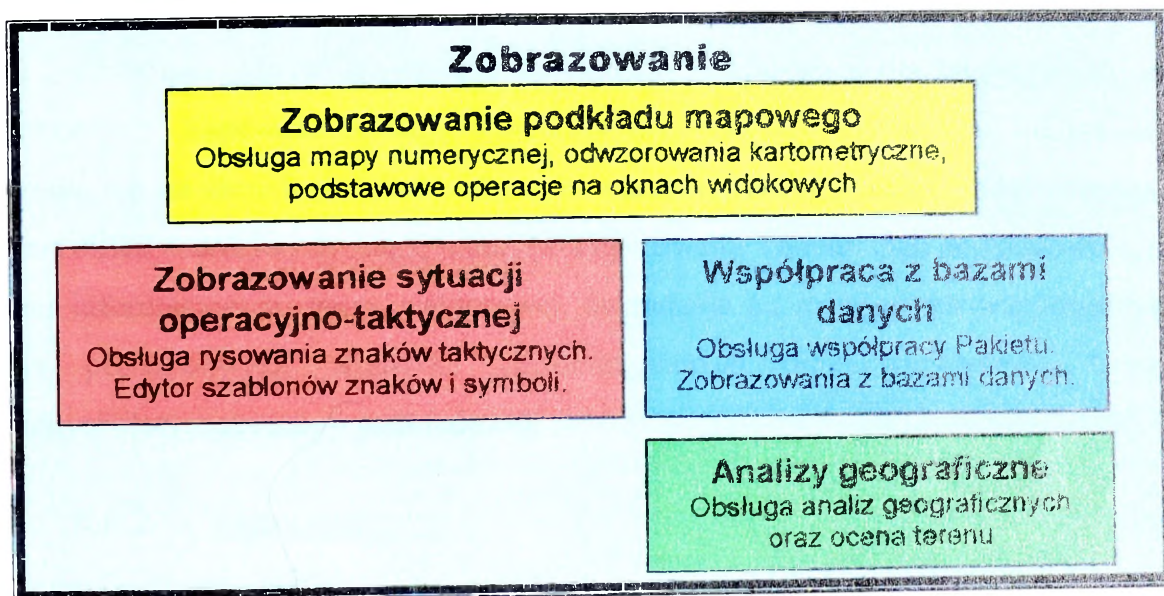 Zobrazowanie
Zobrazowanie podkładu mapowego
Obsługa mapy numerycznej, odwzorowania kartometryczne,
podstawowe operacje na oknach widokowych
Zobrazowanie sytuacji
operacyjno-taktycznej
Obsługa rysowania znaków taktycznych.
Edytor szablonów znaków i symboli.
Współpraca z bazami
danych
Obsługa współpracy Pakietu.
Zobrazowania z bazami danych.
Analizy geograficzne
Obsługa analiz geograficznych
oraz ocena terenu